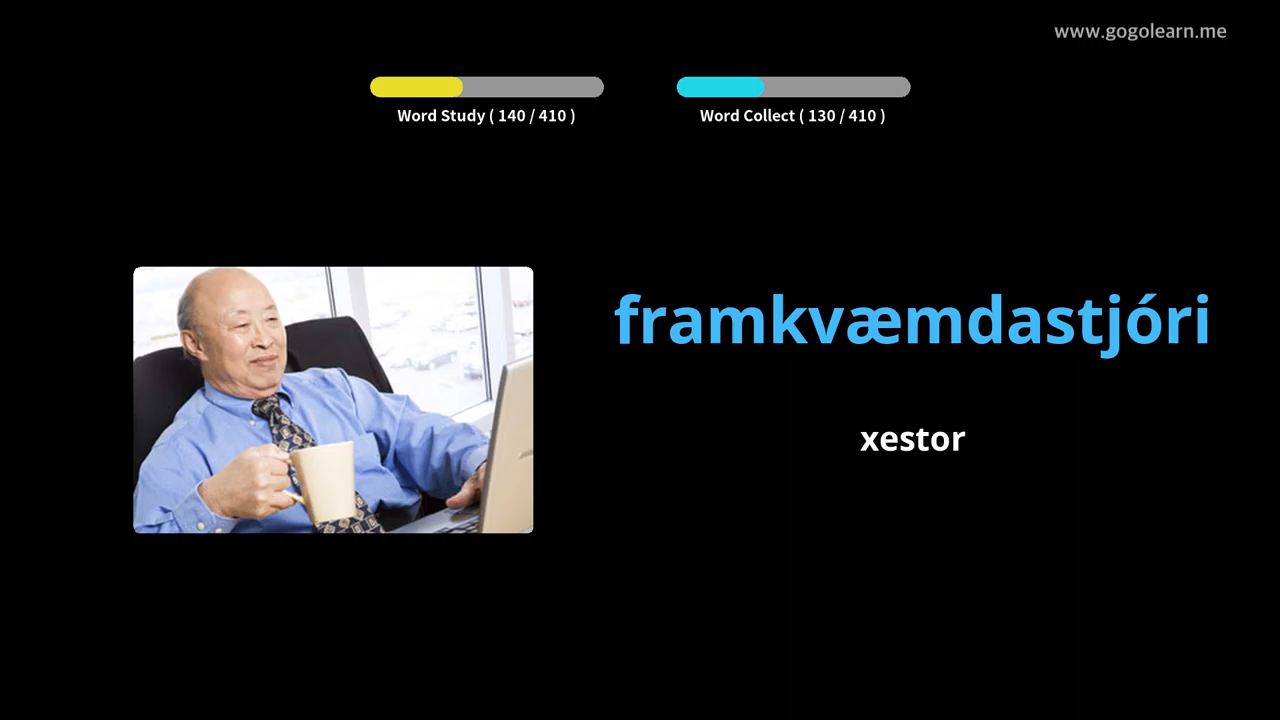 www.gogolearn.me
Word Study ( 140 / 410 )
Word Collect ( 130 / 410 )
framkvæmdastjóri
xestor